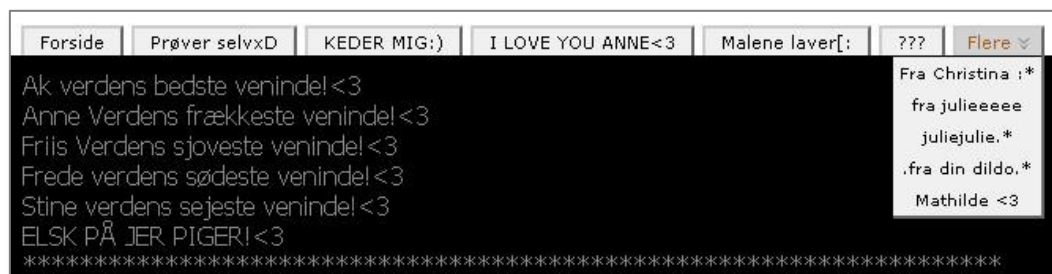 Forside Prøver selvxD KEDER MIG:) I LOVE YOU ANNE<3 Malene laver[: ??? Flere
Fra Christina :*
fra julieeeee
juliejulie.*
.fra din dildo.*
Mathilde <3
Ak verdens bedste veninde!<3
Anne Verdens frækkeste veninde!<3
Friis Verdens sjoveste veninde!<3
Frede verdens sødeste veninde!<3
Stine verdens sejeste veninde!<3
ELSK PÅ JER PIGER!<3
**********************************************************************